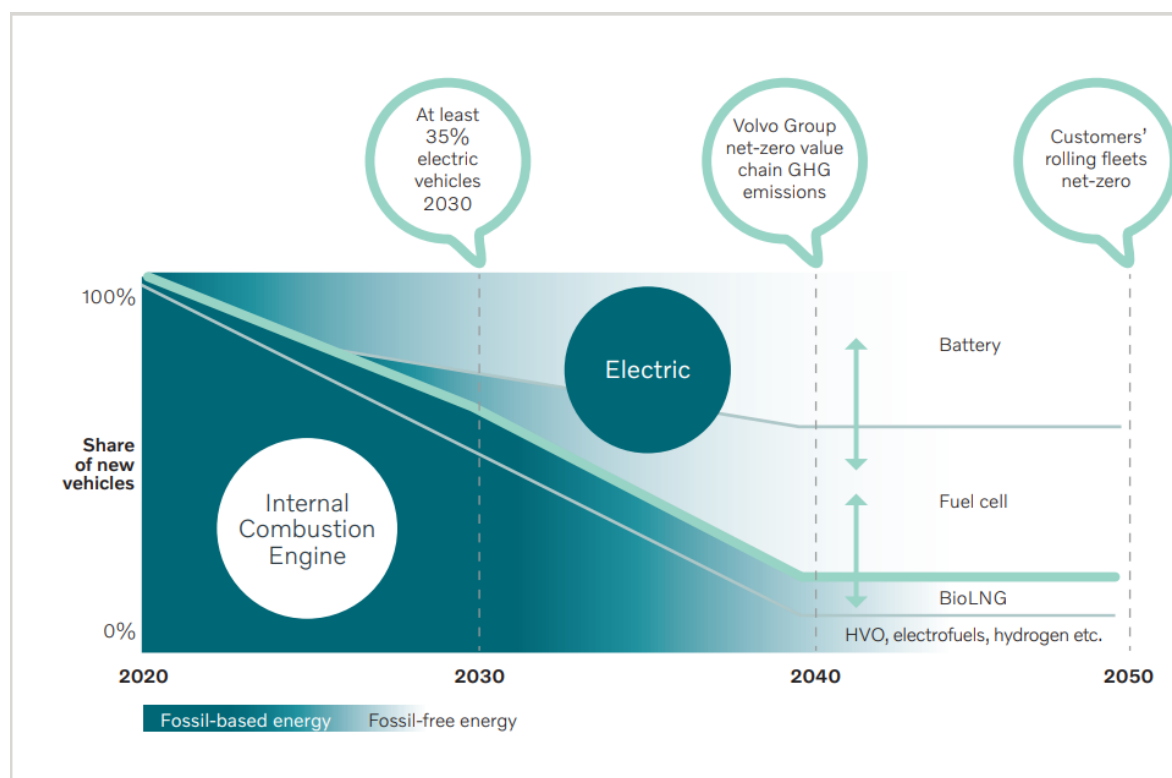 At least
35%
electric
vehicles
2030
Volvo Group
net-zero value
chain GHG
emissions
Customers’
rolling fleets
net-zero
100%
Share
of new
vehicles
0%
Internal
Combustion
Engine
Electric
Battery
Fuel cell
BioLNG
HVO, electrofuels, hydrogen etc.
2020 2030 2040 2050
Fossil-based energy Fossil-free energy